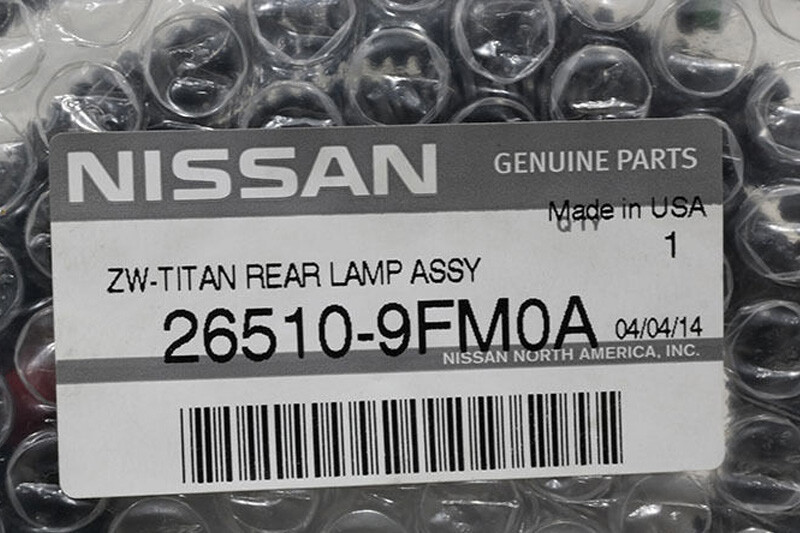 NISSAN GENUINE PARTS
Made in USA
QTY
1
ZW-TITAN REAR LAMP ASSY
26510-9FM0A 04/04/14
NISSAN NORTH AMERICA, INC.